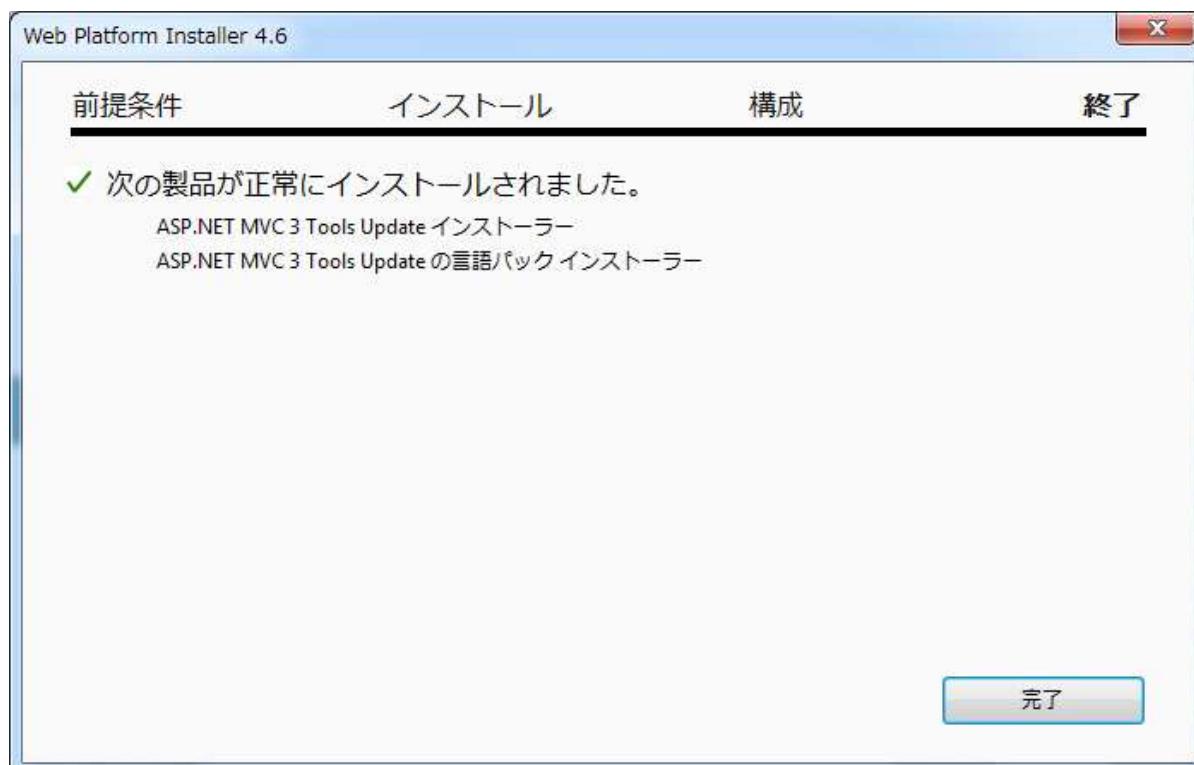 Web Platform Installer 4.6
前提条件 インストール 構成 終了
次の製品が正常にインストールされました。
ASP.NET MVC 3 Tools Update インストーラー
ASP.NET MVC 3 Tools Update の言語パック インストーラー
完了